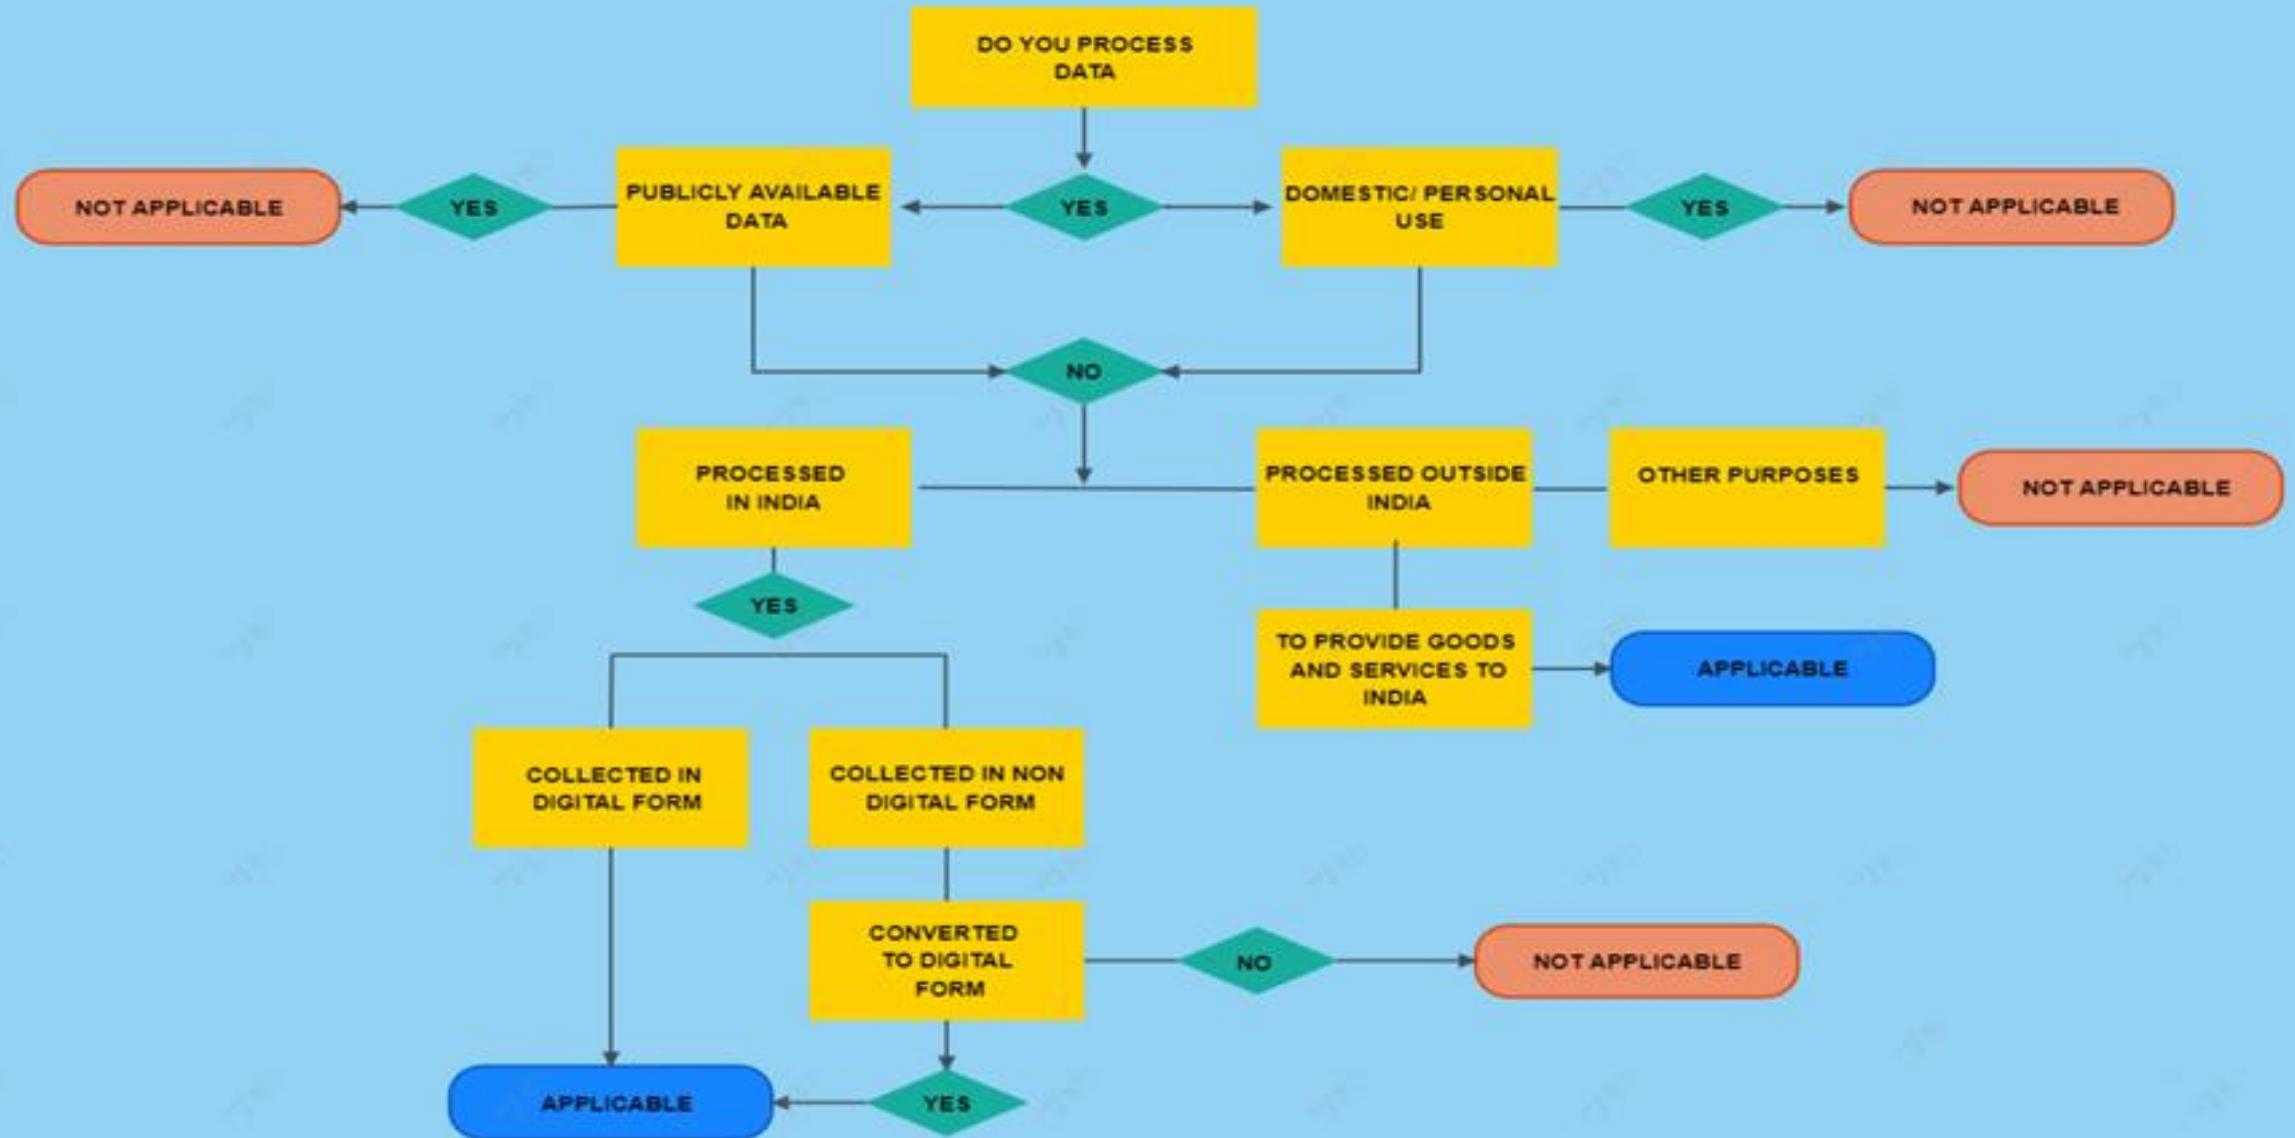 DO YOU PROCESS
DATA
NOT APPLICABLE
YES
PUBLICLY AVAILABLE
DATA
YES
DOMESTIC/ PERSONAL
USE
YES
NOT APPLICABLE
NO
PROCESSED
IN INDIA
PROCESSED OUTSIDE
INDIA
OTHER PURPOSES
NOT APPLICABLE
YES
TO PROVIDE GOODS
AND SERVICES TO
INDIA
APPLICABLE
COLLECTED IN
DIGITAL FORM
COLLECTED IN NON
DIGITAL FORM
CONVERTED
TO DIGITAL
FORM
NO
NOT APPLICABLE
APPLICABLE
YES